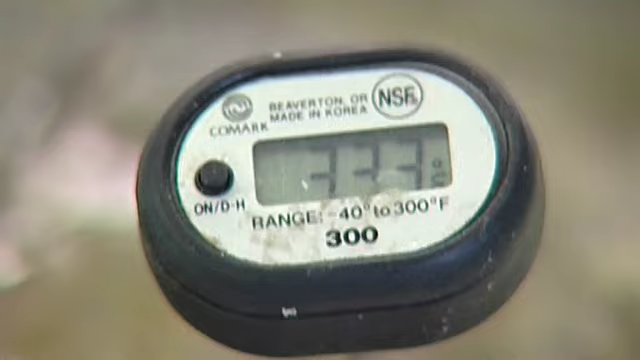 COMARK
BEAVERTON, OR
MADE IN KOREA
NSF
ON/D-H
RANGE: -40° to 300°F
300